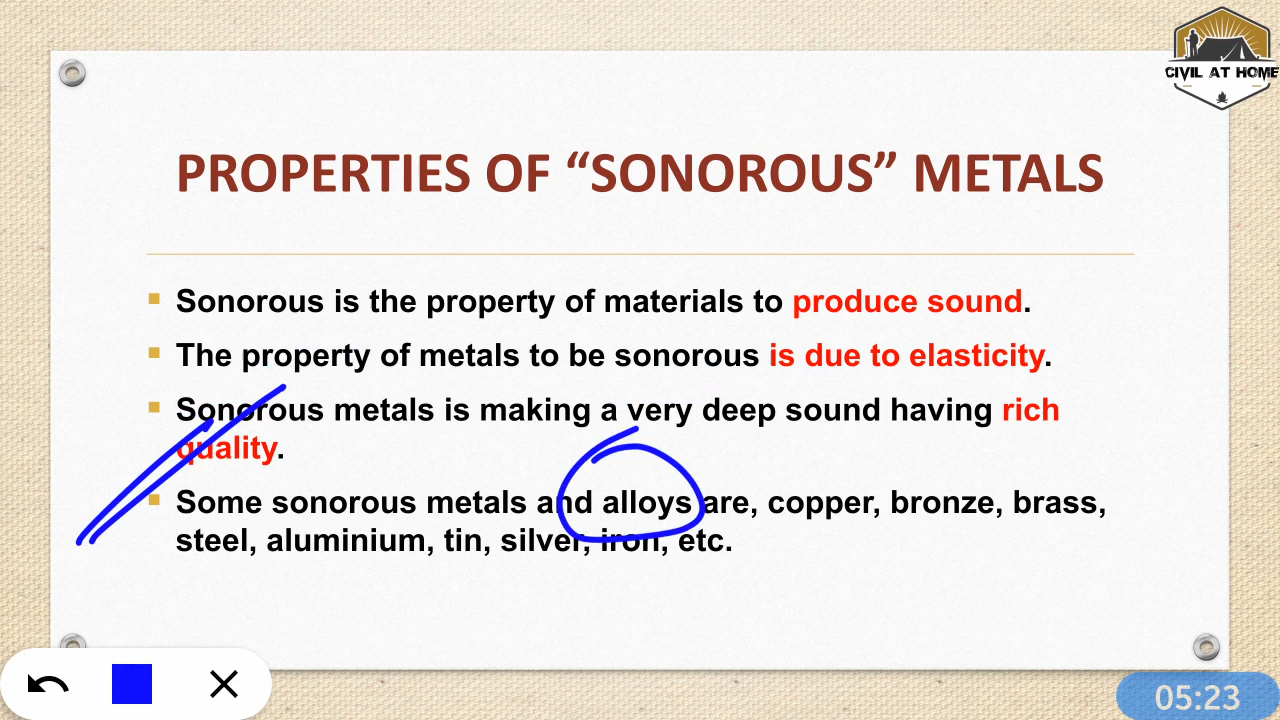 CIVIL AT HOME
PROPERTIES OF “SONOROUS” METALS
Sonorous is the property of materials to produce sound.
The property of metals to be sonorous is due to elasticity.
Sonorous metals is making a very deep sound having rich
quality.
Some sonorous metals and alloys are, copper, bronze, brass,
steel, aluminium, tin, silver, iron, etc.
05:23